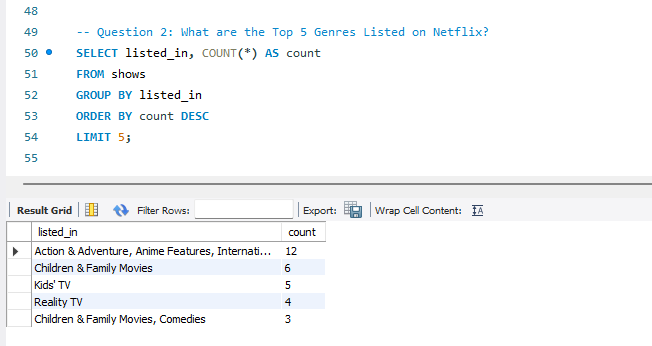 48
49 -- Question 2: What are the Top 5 Genres Listed on Netflix?
50 SELECT listed_in, COUNT(*) AS count
51 FROM shows
52 GROUP BY listed_in
53 ORDER BY count DESC
54 LIMIT 5;
55
Result Grid Filter Rows: Export: Wrap Cell Content: IA
listed_in count
Action & Adventure, Anime Features, Internati... 12
Children & Family Movies 6
Kids' TV 5
Reality TV 4
Children & Family Movies, Comedies 3